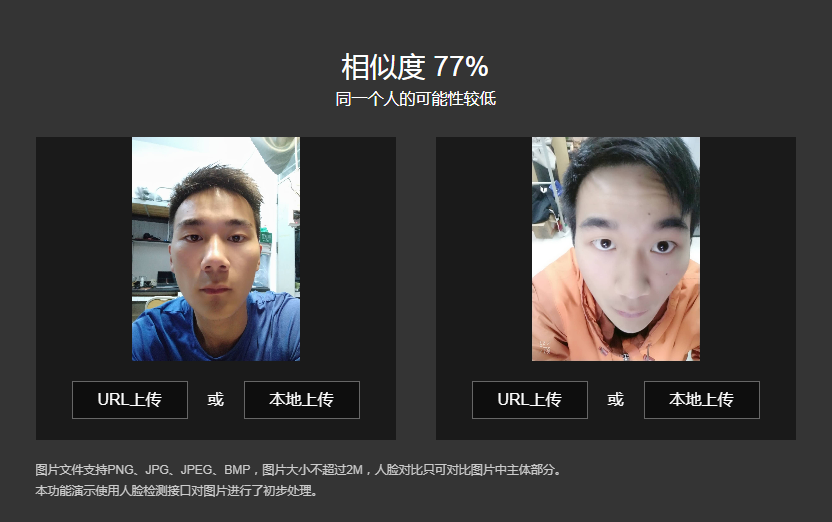 相似度 77%
同一个人的可能性较低
URL上传 或 本地上传 URL上传 或 本地上传
图片文件支持PNG、JPG、JPEG、BMP，图片大小不超过2M，人脸对比只可对比图片中主体部分。
本功能演示使用人脸检测接口对图片进行了初步处理。